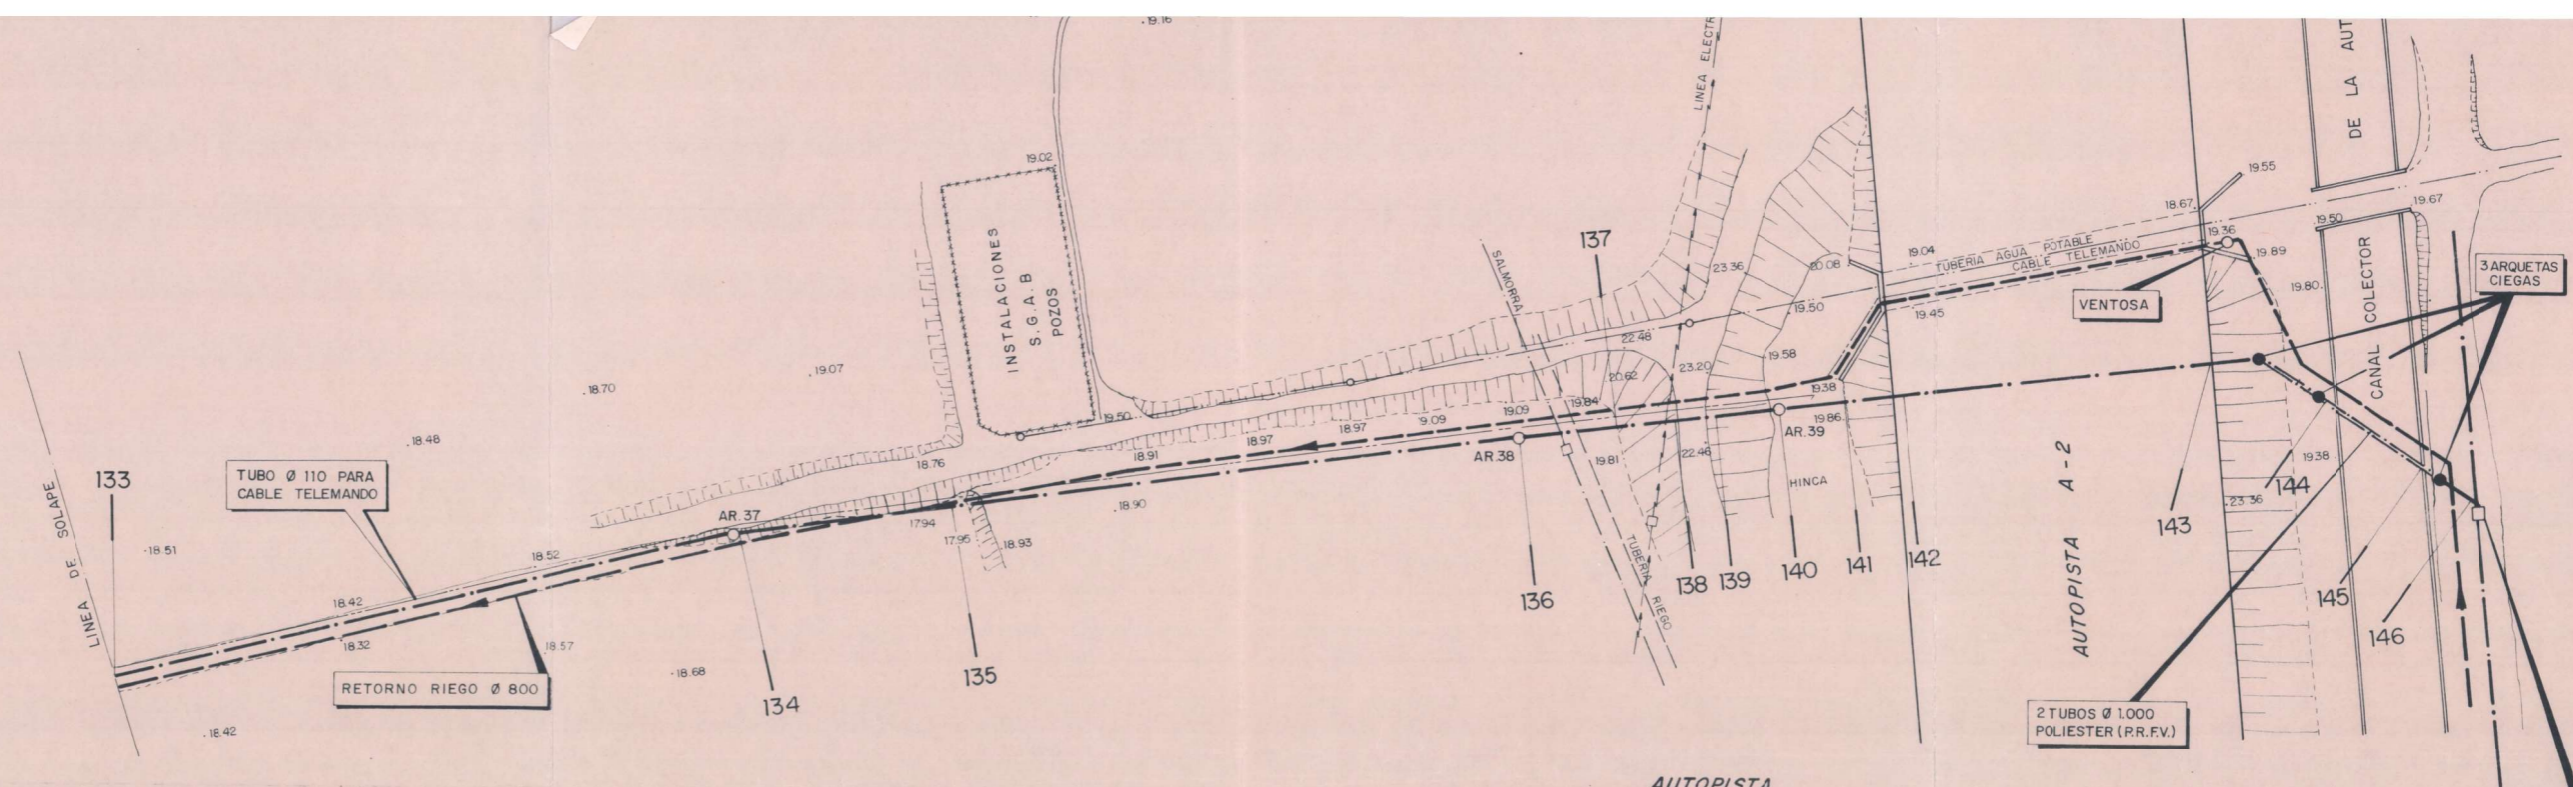 .19.16
LINEA ELECTR
DE LA AUT
19.02
19.55
18.67
19.67
19.50
19.36
137
SALMORRA
INSTALACIONES
S. G. A. B
POZOS
23.36
20.08
19.04
TUBERIA AGUA POTABLE
CABLE TELEMANDO
19.89
3 ARQUETAS
CIEGAS
19.80.
CANAL COLECTOR
VENTOSA
19.50
19.45
22.48
19.58
.19.07
.18.70
23.20
20.62
19.38
19.84
19.09
9.09
19.86
19.50
18.97
18.97
AR.39
.18.48
AR.38
18.91
18.76
19.81
22.46
19.38
LINEA DE SOLAPE
133
TUBO Ø 110 PARA
CABLE TELEMANDO
HINCA
AUTOPISTA A-2
144
.23 36
143
.18.90
AR.37
17.94
17.95
18.93
.18.51
18.52
TUBERIA RIEGO
138
139
140
141
142
136
145
146
18.42
18.32
.18.57
.18.68
135
RETORNO RIEGO Ø 800
134
.18.42
2 TUBOS Ø 1.000
POLIESTER (P.R.F.V.)
AUTOPISTA